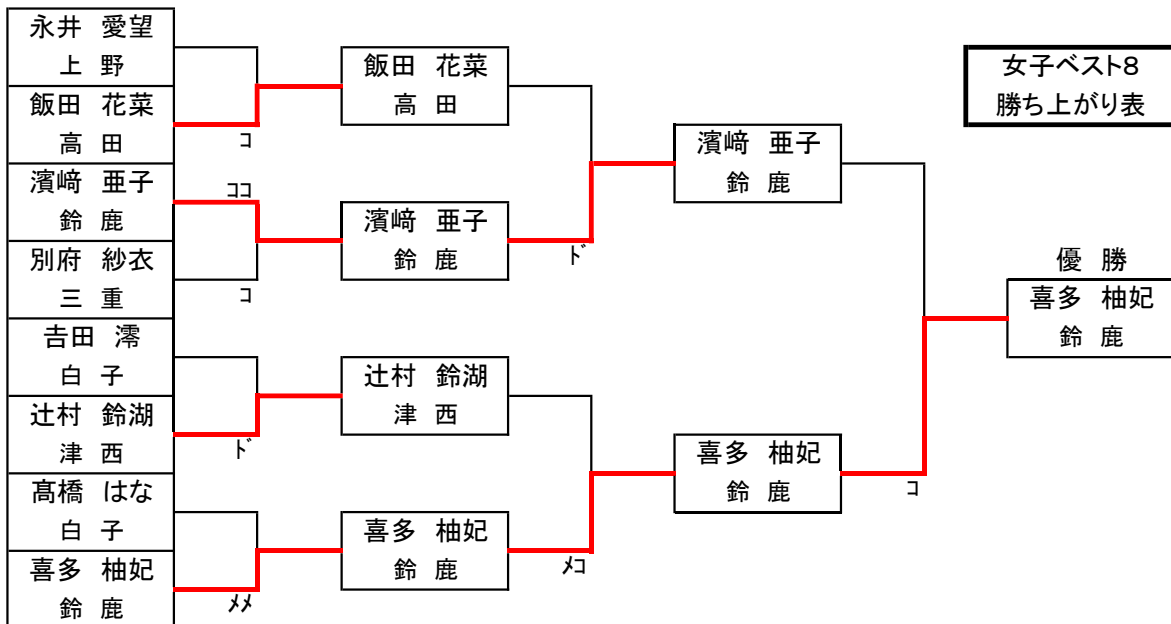 永井 愛望
上 野
飯田 花菜
高 田
濱﨑 亜子
鈴 鹿
別府 紗衣
三 重
𠮷田 澪
白 子
辻村 鈴湖
津 西
髙橋 はな
白 子
喜多 柚妃
鈴 鹿
ｺ
ｺｺ
ｺ
ﾄﾞ
ﾒﾒ
飯田 花菜
高 田
濱﨑 亜子
鈴 鹿
辻村 鈴湖
津 西
喜多 柚妃
鈴 鹿
ﾄﾞ
ﾒｺ
濱﨑 亜子
鈴 鹿
喜多 柚妃
鈴 鹿
ｺ
女子ベスト８
勝ち上がり表
優 勝
喜多 柚妃
鈴 鹿